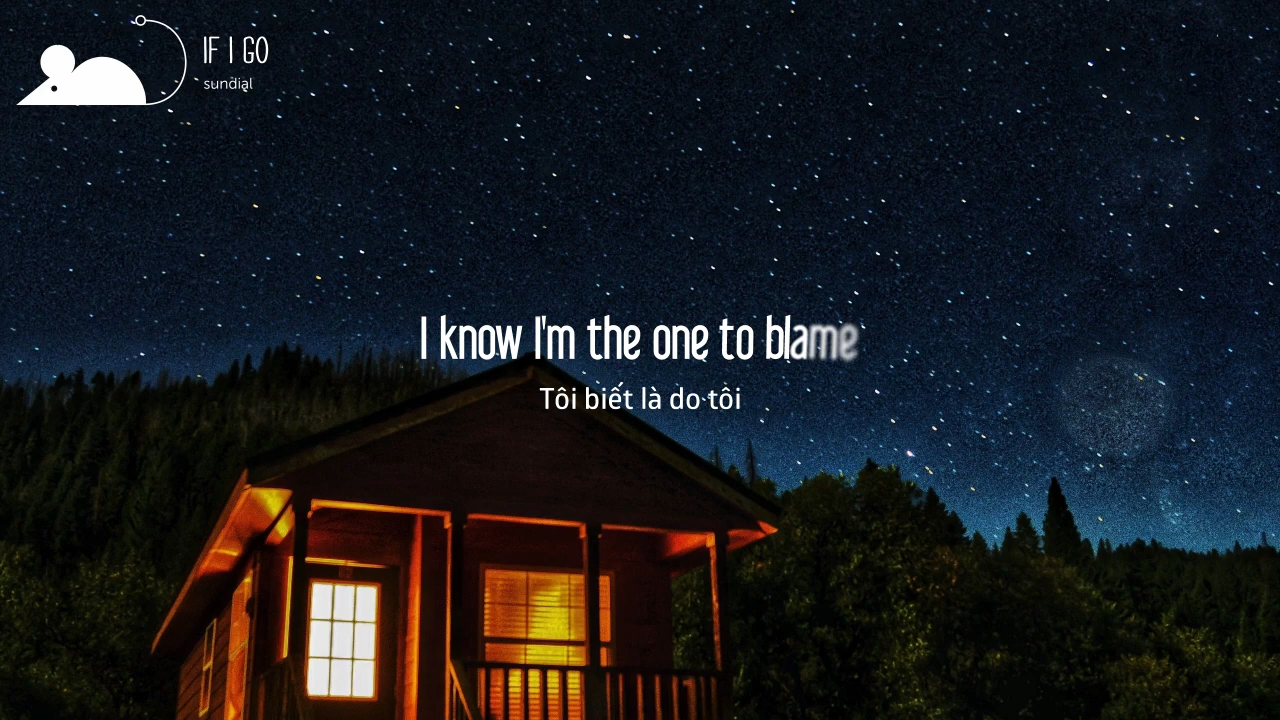 IF I GO
sundial
I know I'm the one to blame
Tôi biết là do tôi